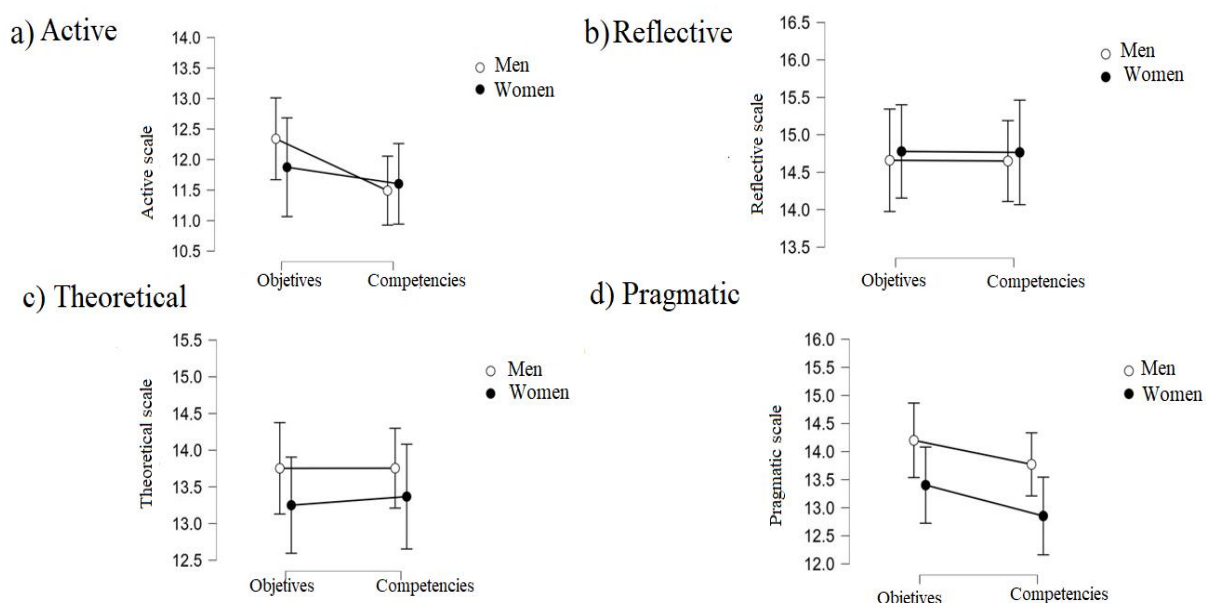 a) Active
14.0
13.5
13.0
12.5
12.0
11.5
11.0
10.5
Active scale
Men
Women
Objetives
Competencies
b) Reflective
16.5
16.0
15.5
15.0
14.5
14.0
13.5
Reflective scale
Men
Women
Objetives
Competencies
c) Theoretical
15.5
15.0
14.5
14.0
13.5
13.0
12.5
Theoretical scale
Men
Women
Objetives
Competencies
d) Pragmatic
16.0
15.5
15.0
14.5
14.0
13.5
13.0
12.5
12.0
Pragmatic scale
Men
Women
Objetives
Competencies